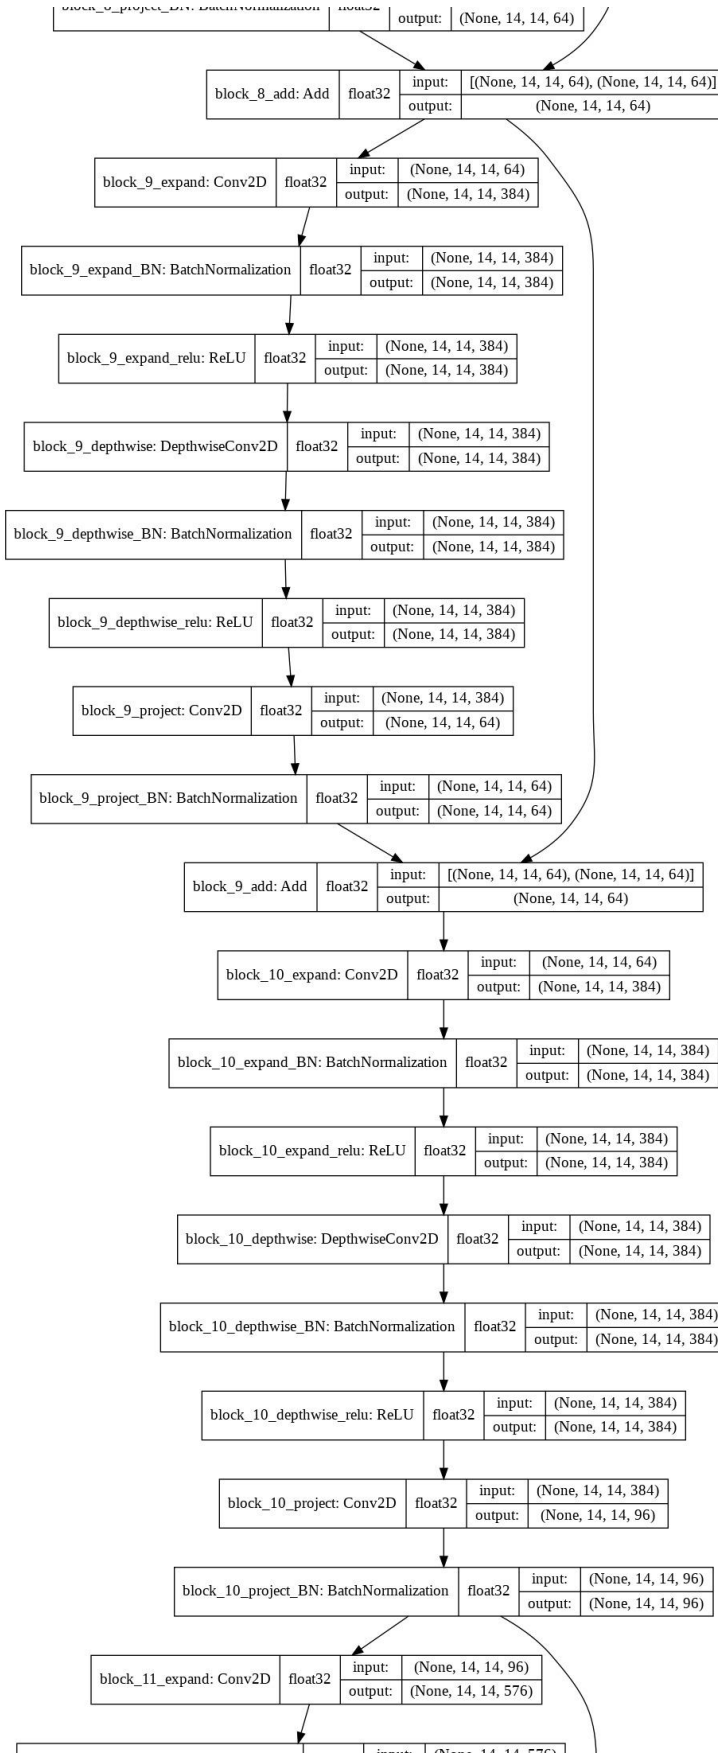 block_8_project_BN: BatchNormalization float32
output: (None, 14, 14, 64)
block_8_add: Add float32 input: [(None, 14, 14, 64), (None, 14, 14, 64)]
output: (None, 14, 14, 64)
block_9_expand: Conv2D float32 input: (None, 14, 14, 64)
output: (None, 14, 14, 384)
block_9_expand_BN: BatchNormalization float32 input: (None, 14, 14, 384)
output: (None, 14, 14, 384)
block_9_expand_relu: ReLU float32 input: (None, 14, 14, 384)
output: (None, 14, 14, 384)
block_9_depthwise: DepthwiseConv2D float32 input: (None, 14, 14, 384)
output: (None, 14, 14, 384)
block_9_depthwise_BN: BatchNormalization float32 input: (None, 14, 14, 384)
output: (None, 14, 14, 384)
block_9_depthwise_relu: ReLU float32 input: (None, 14, 14, 384)
output: (None, 14, 14, 384)
block_9_project: Conv2D float32 input: (None, 14, 14, 384)
output: (None, 14, 14, 64)
block_9_project_BN: BatchNormalization float32 input: (None, 14, 14, 64)
output: (None, 14, 14, 64)
block_9_add: Add float32 input: [(None, 14, 14, 64), (None, 14, 14, 64)]
output: (None, 14, 14, 64)
block_10_expand: Conv2D float32 input: (None, 14, 14, 64)
output: (None, 14, 14, 384)
block_10_expand_BN: BatchNormalization float32 input: (None, 14, 14, 384)
output: (None, 14, 14, 384)
block_10_expand_relu: ReLU float32 input: (None, 14, 14, 384)
output: (None, 14, 14, 384)
block_10_depthwise: DepthwiseConv2D float32 input: (None, 14, 14, 384)
output: (None, 14, 14, 384)
block_10_depthwise_BN: BatchNormalization float32 input: (None, 14, 14, 384)
output: (None, 14, 14, 384)
block_10_depthwise_relu: ReLU float32 input: (None, 14, 14, 384)
output: (None, 14, 14, 384)
block_10_project: Conv2D float32 input: (None, 14, 14, 384)
output: (None, 14, 14, 96)
block_10_project_BN: BatchNormalization float32 input: (None, 14, 14, 96)
output: (None, 14, 14, 96)
block_11_expand: Conv2D float32 input: (None, 14, 14, 96)
output: (None, 14, 14, 576)
input: (None, 14, 14, 576)